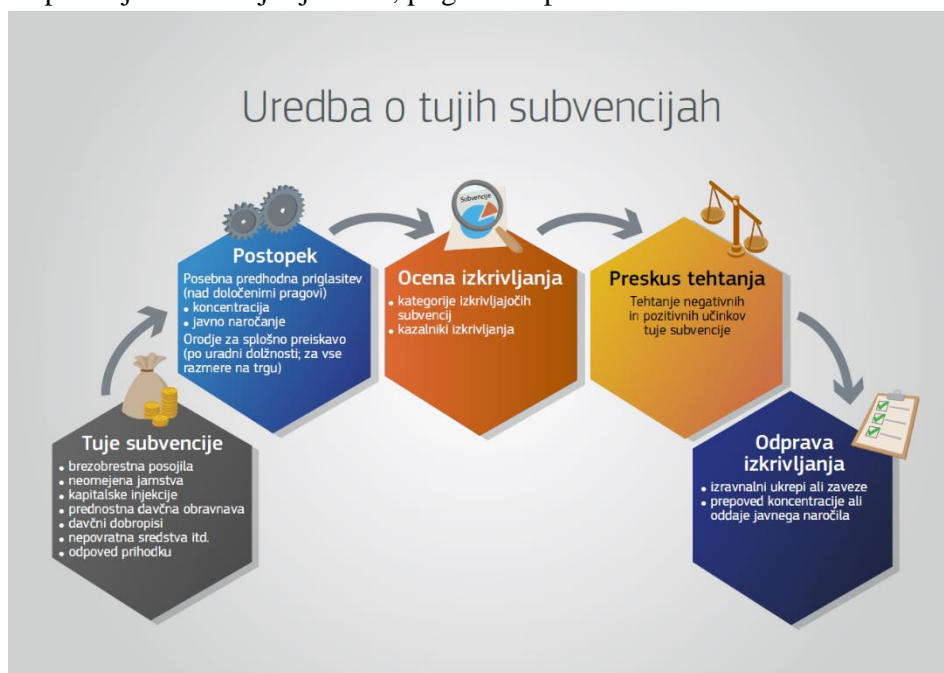 Uredba o tujih subvencijah
Tuje subvencije
• brezobrestna posojila
• neomejena jamstva
• kapitalske injekcije
• prednostna davčna obravnava
• davčni dobropisi
• nepovratna sredstva itd.
• odpoved prihodku
Postopek
Posebna predhodna priglasitev
(nad določenimi pragovi)
• koncentracija
• javno naročanje
Orodje za splošno preiskavo
(po uradni dolžnosti; za vse
razmere na trgu)
Subvencije
Ocena izkrivljanja
• kategorije izkrivljajočih
subvencij
• kazalniki izkrivljanja
Preskus tehtanja
Tehtanje negativnih
in pozitivnih učinkov
tuje subvencije
Odprava
izkrivljanja
• izravnalni ukrepi ali zaveze
• prepoved koncentracije ali
oddaje javnega naročila